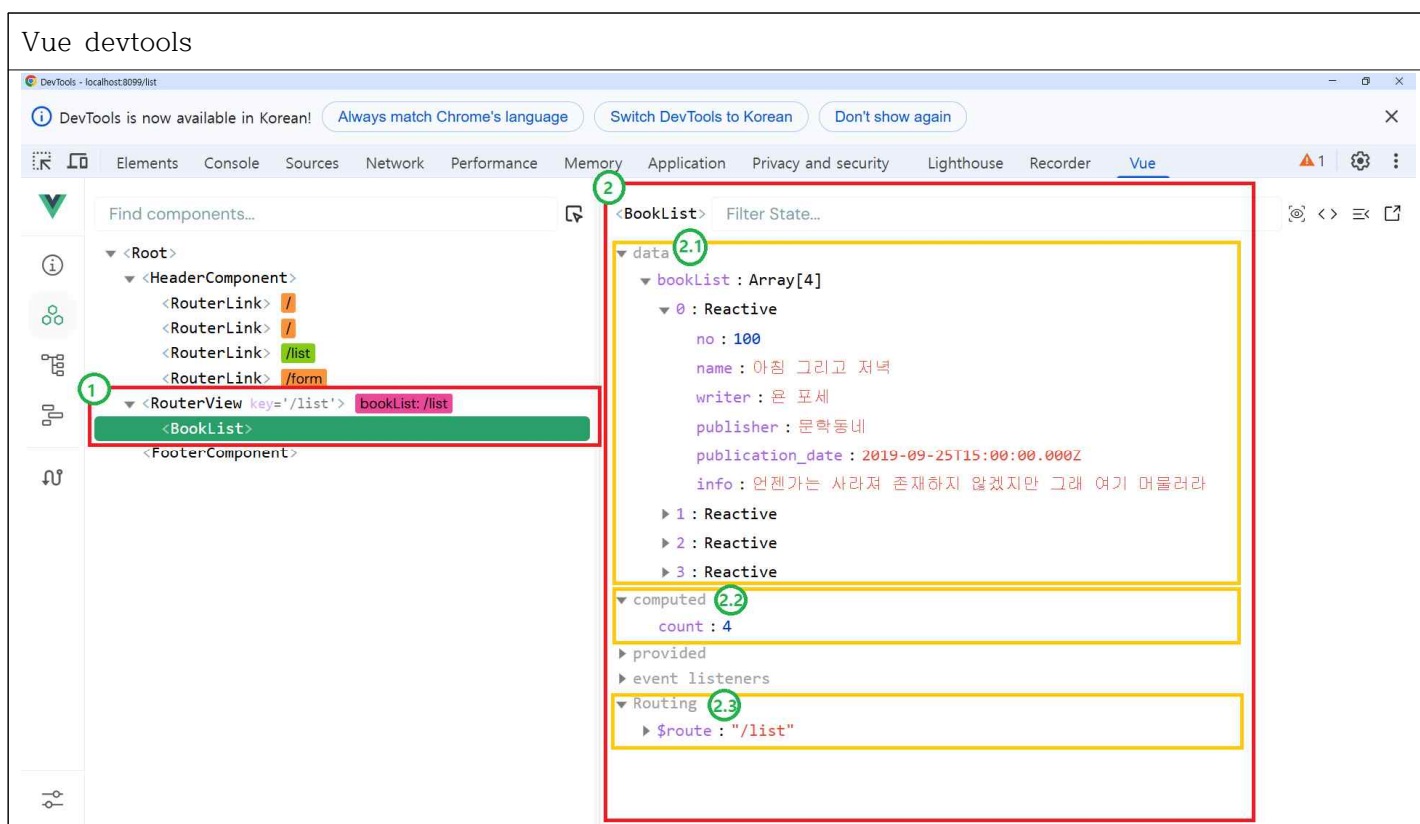 Vue devtools
DevTools - localhost:8099/list
DevTools is now available in Korean! Always match Chrome's language Switch DevTools to Korean Don't show again
Elements Console Sources Network Performance Memory Application Privacy and security Lighthouse Recorder Vue 1
Find components...
<Root>
<HeaderComponent>
<RouterLink> /
<RouterLink> /
<RouterLink> /list
<RouterLink> /form
1
<RouterView key='/list'> bookList: /list
<BookList>
<FooterComponent>
2
<BookList> Filter State...
data 2.1
bookList : Array[4]
0 : Reactive
no : 100
name : 아침 그리고 저녁
writer : 욘 포세
publisher : 문학동네
publication_date : 2019-09-25T15:00:00.000Z
info : 언젠가는 사라져 존재하지 않겠지만 그래 여기 머물러라
1 : Reactive
2 : Reactive
3 : Reactive
computed 2.2
count : 4
provided
event listeners
Routing 2.3
$route : "/list"